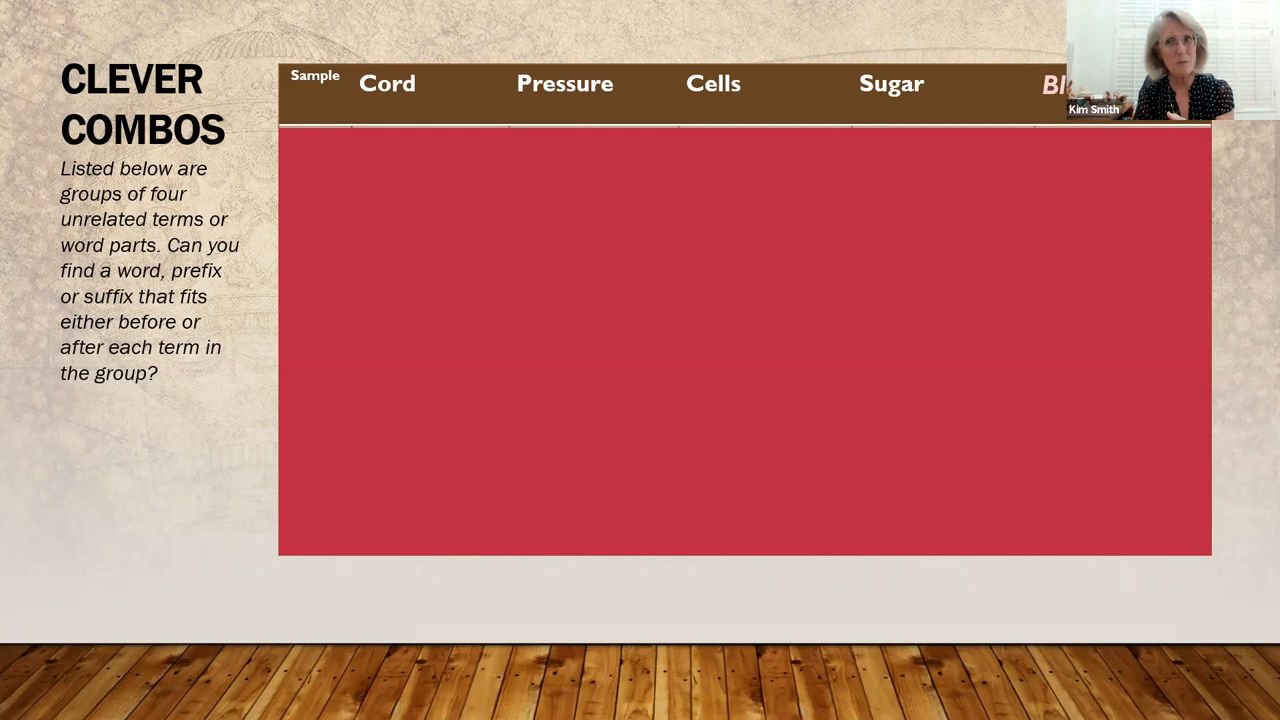 CLEVER
COMBOS
Listed below are
groups of four
unrelated terms or
word parts. Can you
find a word, prefix
or suffix that fits
either before or
after each term in
the group?
Sample Cord Pressure Cells Sugar
Kim Smith